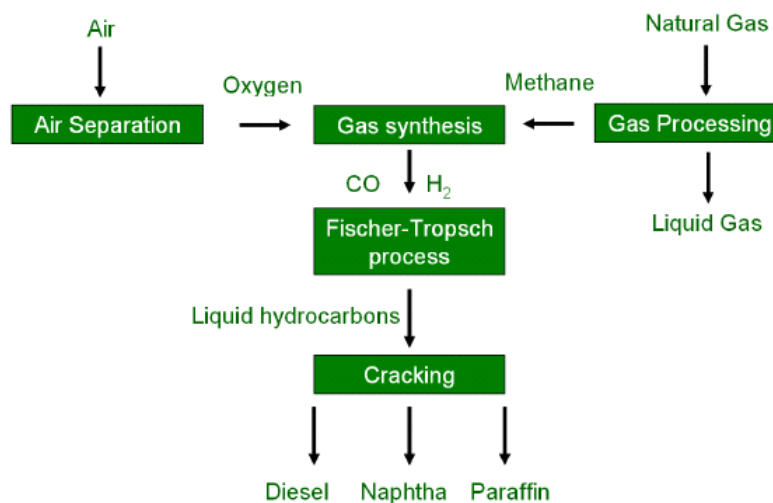 Air
Natural Gas
Oxygen
Methane
Air Separation
Gas synthesis
Gas Processing
CO
H₂
Fischer-Tropsch
process
Liquid Gas
Liquid hydrocarbons
Cracking
Diesel
Naphtha
Paraffin